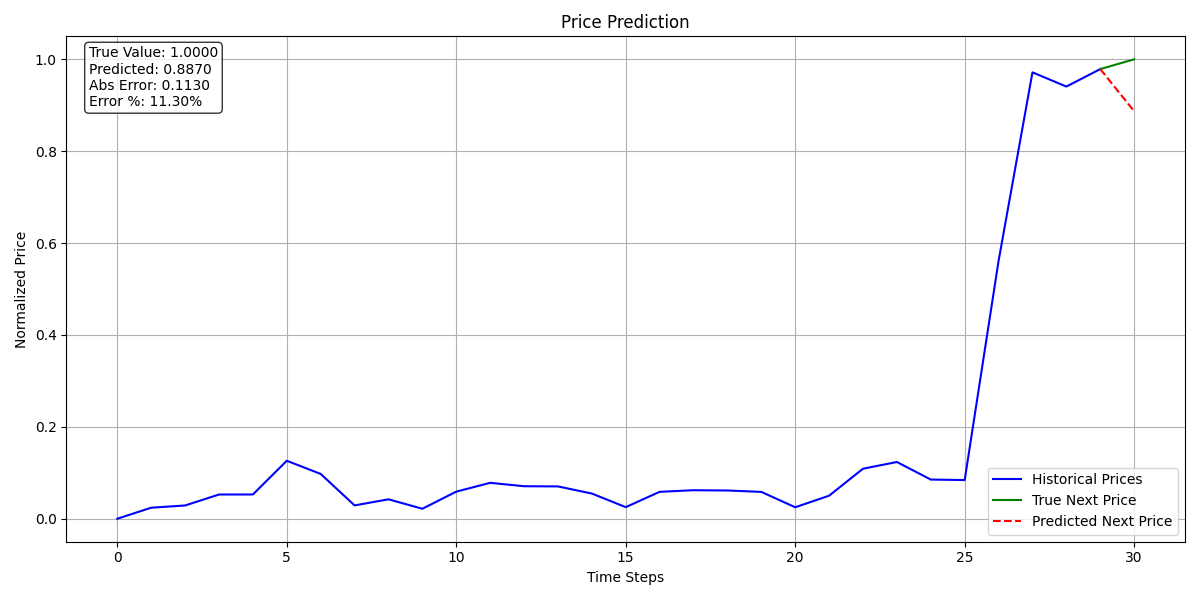 Price Prediction
True Value: 1.0000
Predicted: 0.8870
Abs Error: 0.1130
Error %: 11.30%
1.0
0.8
0.6
0.4
0.2
0.0
Normalized Price
Historical Prices
True Next Price
Predicted Next Price
0 5 10 15 20 25 30
Time Steps